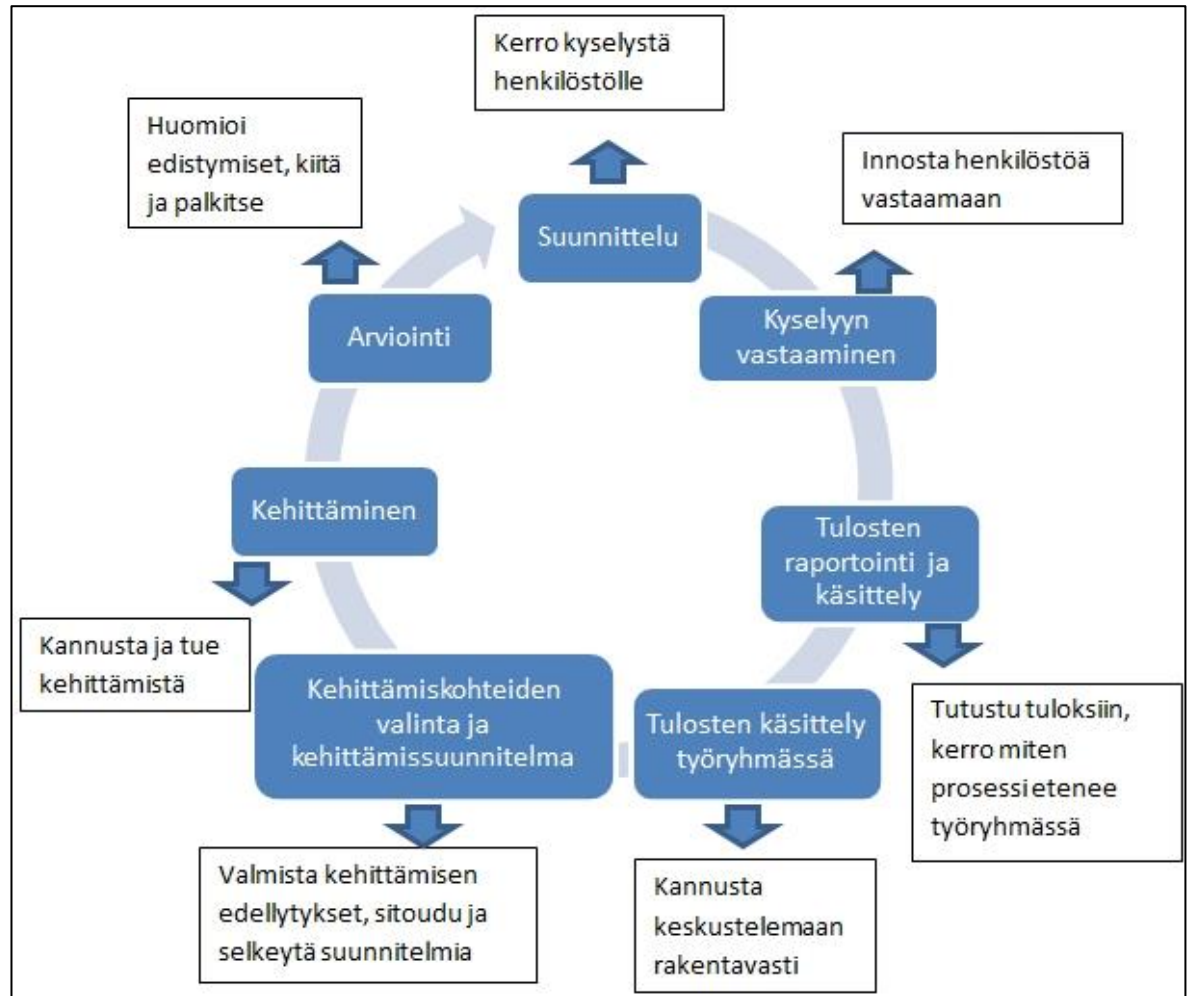 Kerro kyselystä
henkilöstölle
Huomioi
edistymiset, kiitä
ja palkitse
Innosta henkilöstöä
vastaamaan
Suunnittelu
Kyselyyn
vastaaminen
Arviointi
Kehittäminen
Tulosten
raportointi ja
käsittely
Kannusta ja tue
kehittämistä
Kehittämiskohteiden
valinta ja
kehittämissuunnitelma
Tulosten käsittely
työryhmässä
Tutustu tuloksiin,
kerro miten
prosessi etenee
työryhmässä
Valmista kehittämisen
edellytykset, sitoudu ja
selkeytä suunnitelmia
Kannusta
keskustelemaan
rakentavasti